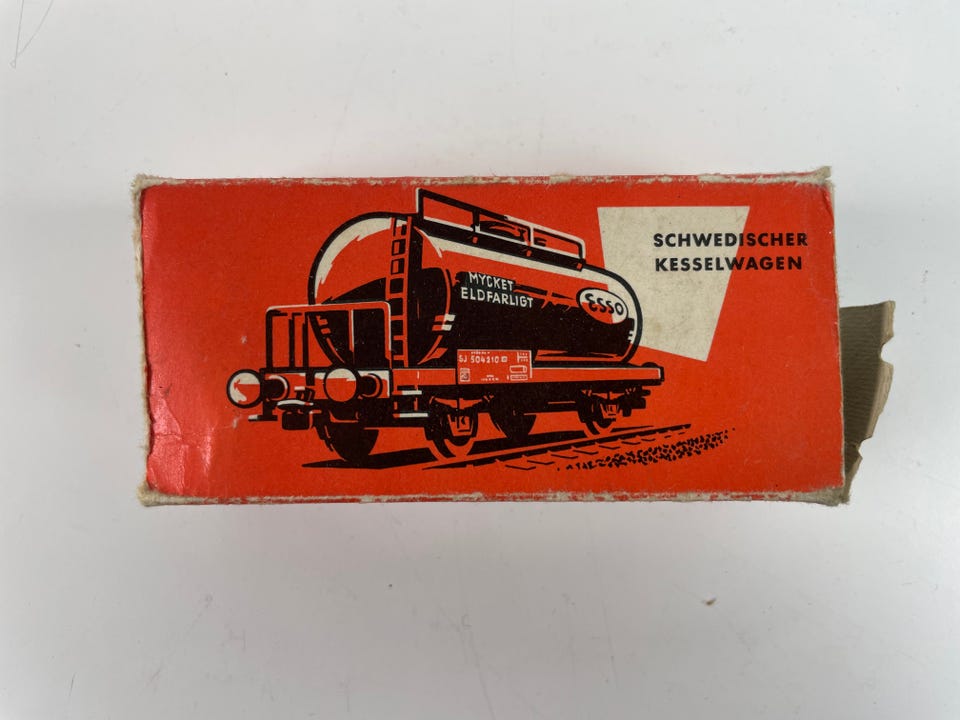 SCHWEDISCHER
KESSELWAGEN
MYCKET
ELDFARLIGT
ESSO
SJ 504210